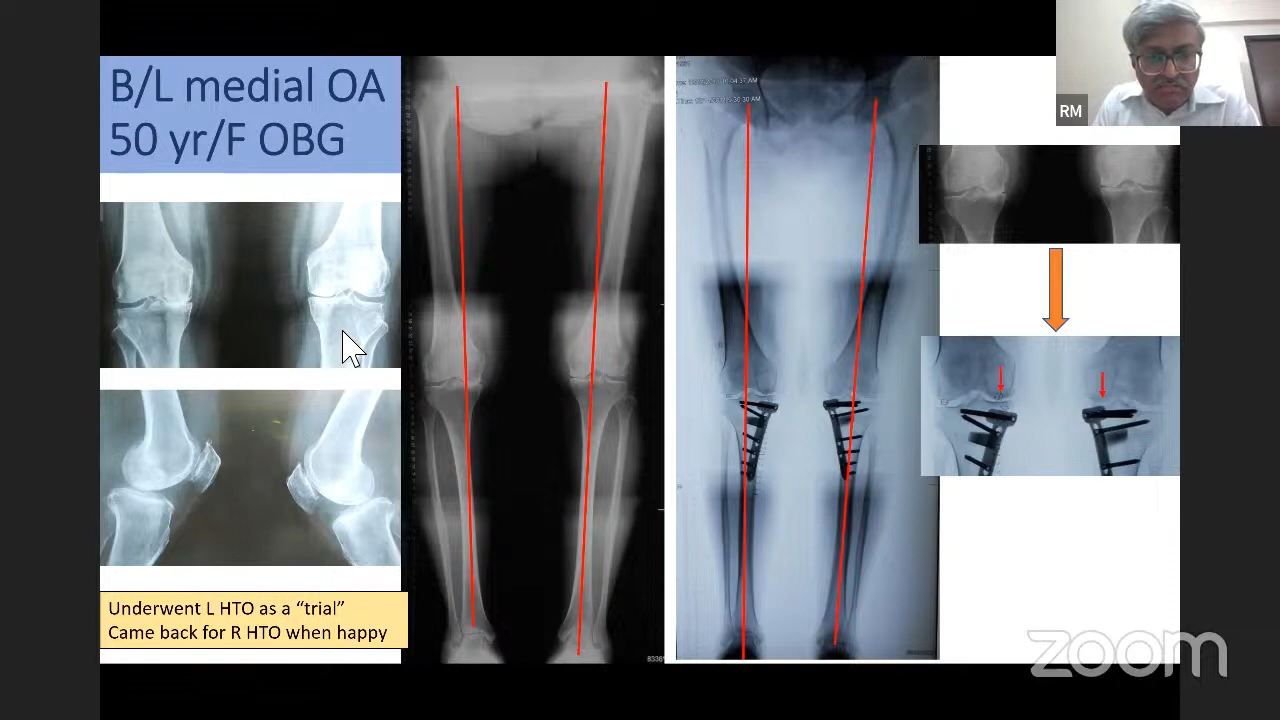 B/L medial OA
50 yr/F OBG
Underwent L HTO as a “trial”
Came back for R HTO when happy
RM
zoom